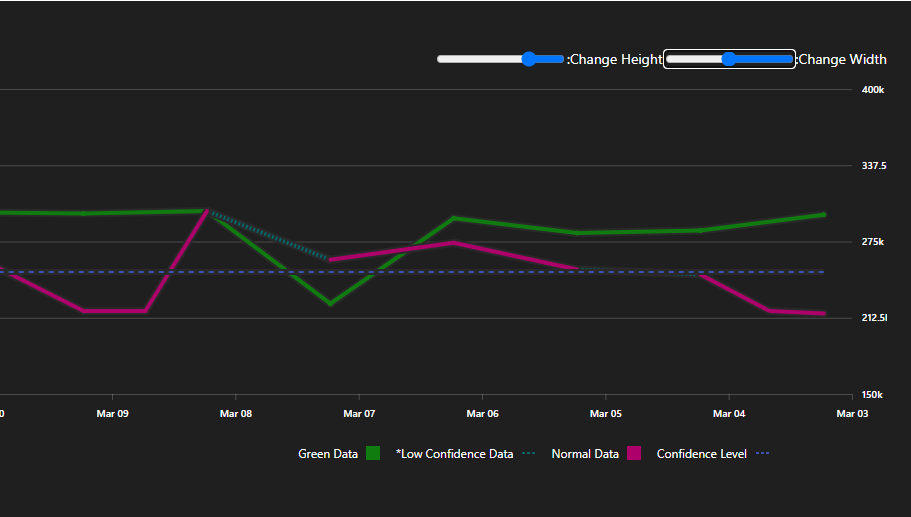 :Change Height :Change Width
400k
337.5
275k
212.5
150k
0 Mar 09 Mar 08 Mar 07 Mar 06 Mar 05 Mar 04 Mar 03
Green Data *Low Confidence Data Normal Data Confidence Level